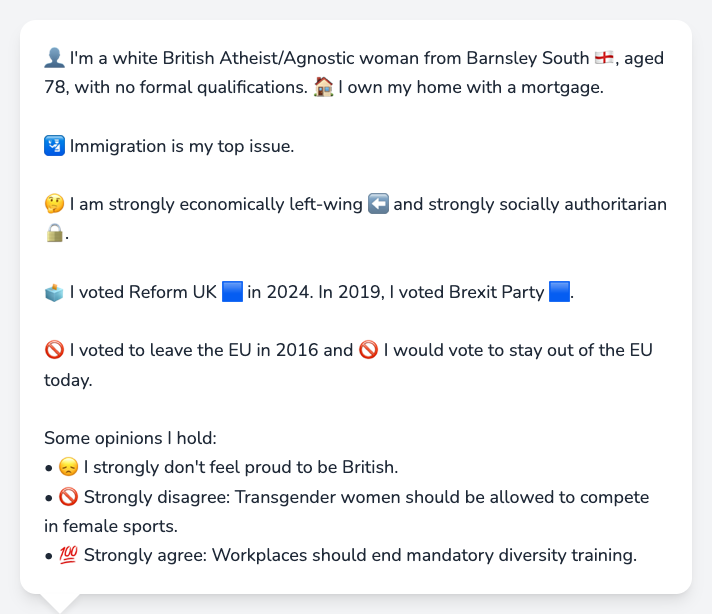 👤 I'm a white British Atheist/Agnostic woman from Barnsley South 🏴󠁧󠁢󠁥󠁮󠁧󠁿, aged
78, with no formal qualifications. 🏠 I own my home with a mortgage.
🛂 Immigration is my top issue.
🤔 I am strongly economically left-wing ⬅️ and strongly socially authoritarian
🔒.
🗳️ I voted Reform UK 🟦 in 2024. In 2019, I voted Brexit Party 🟦.
🚫 I voted to leave the EU in 2016 and 🚫 I would vote to stay out of the EU
today.
Some opinions I hold:
• 😞 I strongly don't feel proud to be British.
• 🚫 Strongly disagree: Transgender women should be allowed to compete
in female sports.
• 💯 Strongly agree: Workplaces should end mandatory diversity training.